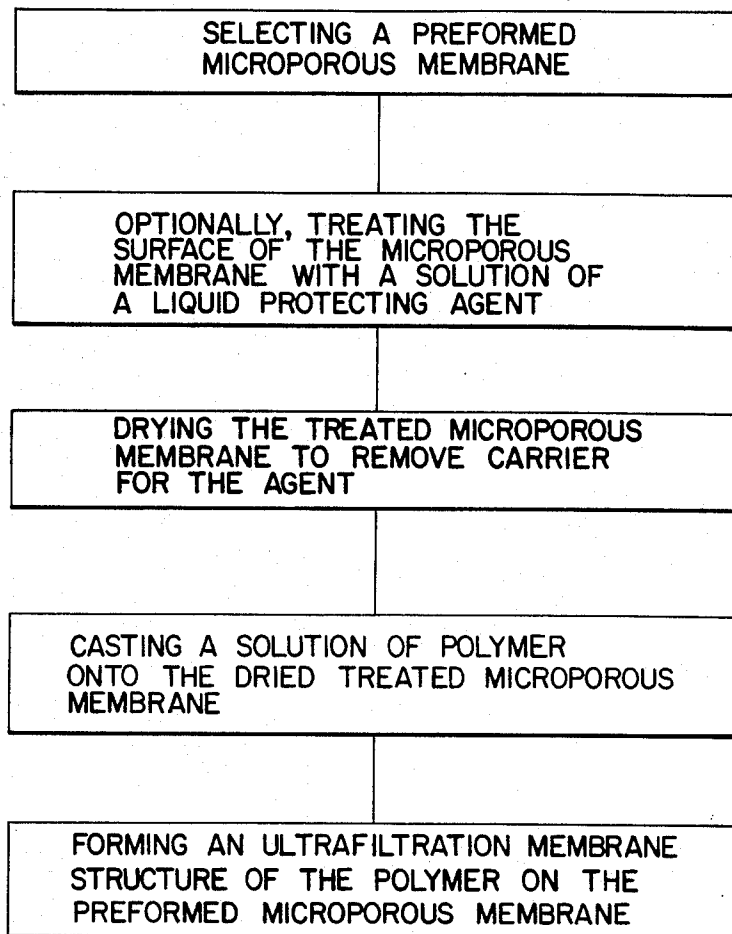 SELECTING A PREFORMED
MICROPOROUS MEMBRANE
OPTIONALLY, TREATING THE
SURFACE OF THE MICROPOROUS
MEMBRANE WITH A SOLUTION OF
A LIQUID PROTECTING AGENT
DRYING THE TREATED MICROPOROUS
MEMBRANE TO REMOVE CARRIER
FOR THE AGENT
CASTING A SOLUTION OF POLYMER
ONTO THE DRIED TREATED MICROPOROUS
MEMBRANE
FORMING AN ULTRAFILTRATION MEMBRANE
STRUCTURE OF THE POLYMER ON THE
PREFORMED MICROPOROUS MEMBRANE